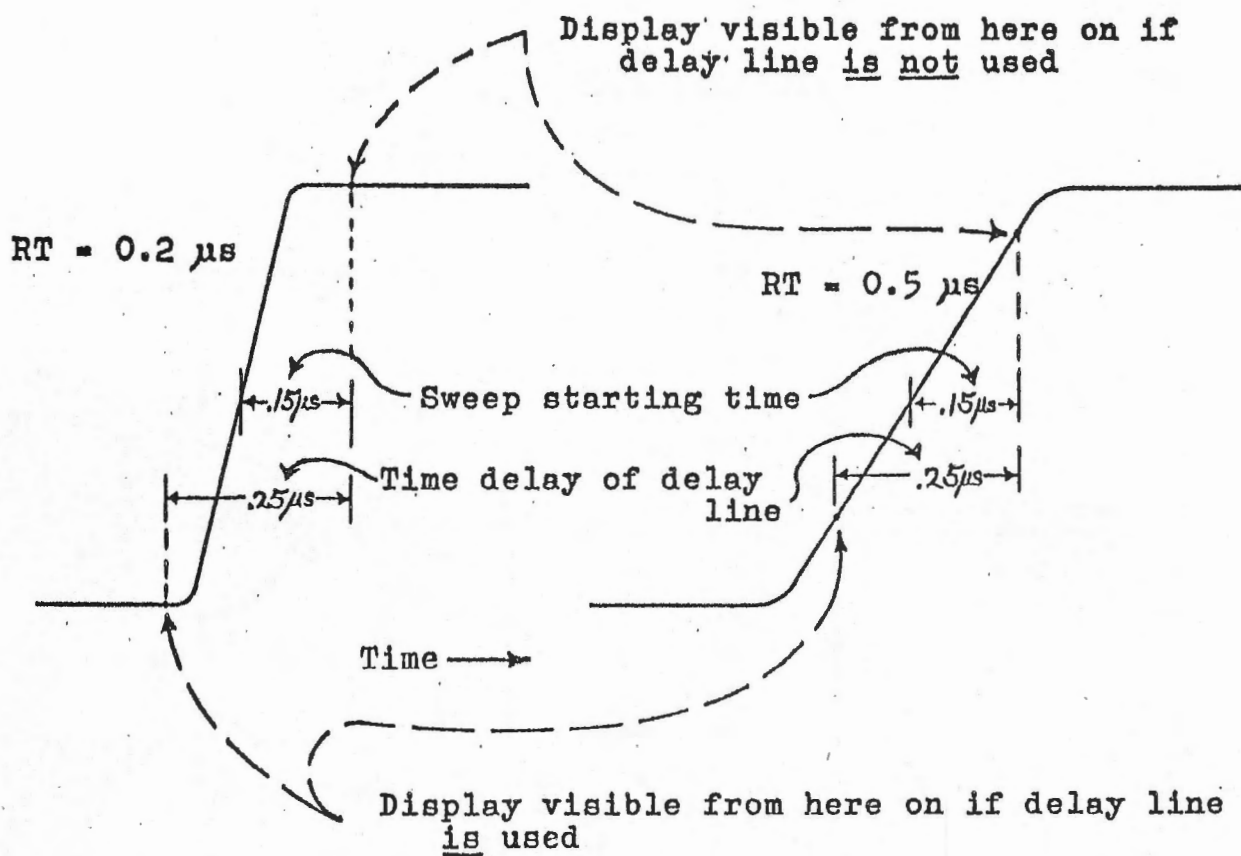 Display visible from here on if
delay line is not used
RT = 0.2 µs
RT = 0.5 µs
.15µs
Sweep starting time
.15µs
.25µs
Time delay of delay
line
.25µs
Time
Display visible from here on if delay line
is used